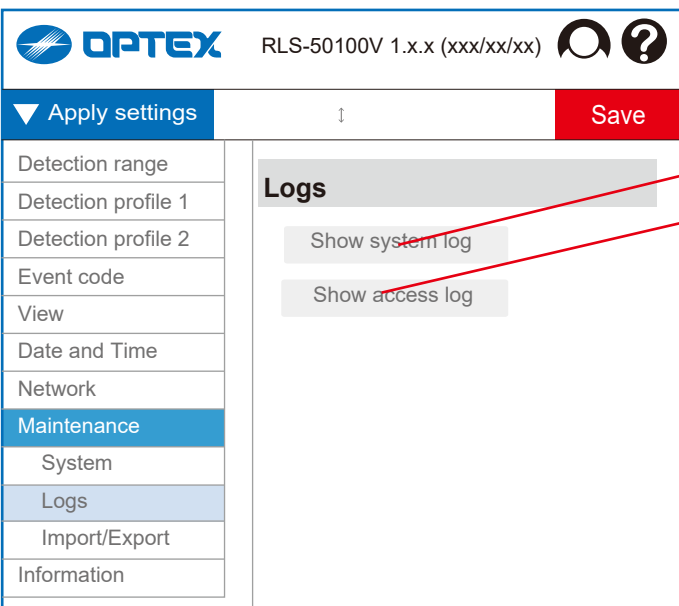 OPTEX RLS-50100V 1.x.x (xxx/xx/xx) ?
Apply settings Save
Detection range
Detection profile 1
Detection profile 2
Event code
View
Date and Time
Network
Maintenance
System
Logs
Import/Export
Information
Logs
Show system log
Show access log